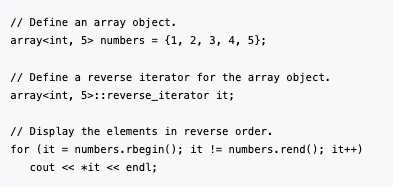 // Define an array object.
array<int, 5> numbers = {1, 2, 3, 4, 5};
// Define a reverse iterator for the array object.
array<int, 5>::reverse_iterator it;
// Display the elements in reverse order.
for (it = numbers.rbegin(); it != numbers.rend(); it++)
cout << *it << endl;